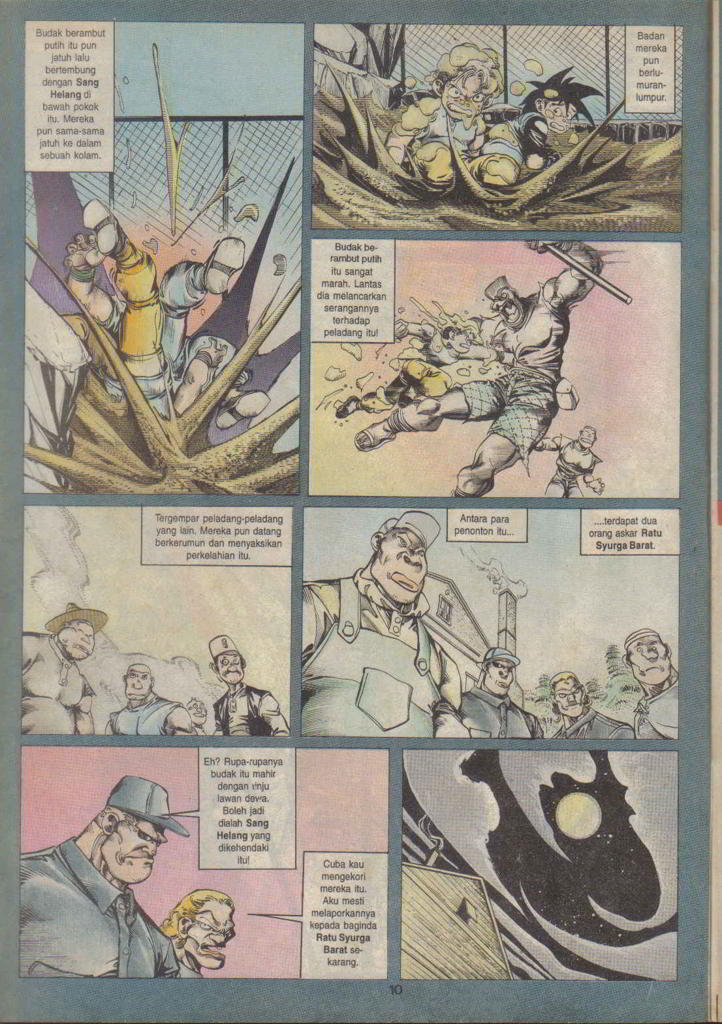 Budak berambut
putih itu pun
jatuh lalu
bertembung
dengan Sang
Helang di
bawah pokok
itu. Mereka
pun sama-sama
jatuh ke dalam
sebuah kolam.
Badan
mereka
pun
berlu-
muran-
lumpur.
Budak be-
rambut putih
itu sangat
marah. Lantas
dia melancarkan
serangannya
terhadap
peladang itu!
Tergempar peladang-peladang
yang lain. Mereka pun datang
berkerumun dan menyaksikan
perkelahian itu.
Antara para
penonton itu...
....terdapat dua
orang askar Ratu
Syurga Barat.
Eh? Rupa-rupanya
budak itu mahir
dengan tinju
lawan dewa.
Boleh jadi
dialah Sang
Helang yang
dikehendaki
itu!
Cuba kau
mengekori
mereka itu.
Aku mesti
melaporkannya
kepada baginda
Ratu Syurga
Barat se-
karang.
10